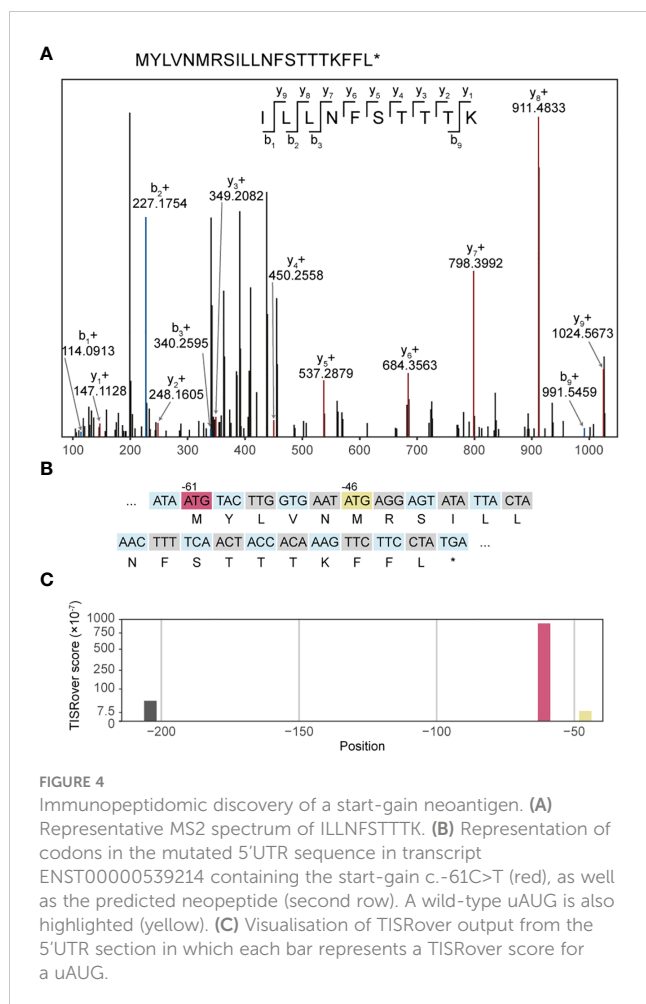 A
MYLVNMRSILLNFSTTTKFFL*
y9 y8 y7 y6 y5 y4 y3 y2 y1
I L L N F S T T T K
b1 b2 b3 b9
y8+
911.4833
b2+
227.1754
y3+
349.2082
y4+
450.2558
y7+
798.3992
b3+
340.2595
y9+
1024.5673
b1+
114.0913
y1+
147.1128
y2+
248.1605
y5+
537.2879
y6+
684.3563
b9+
991.5459
100 200 300 400 500 600 700 800 900 1000
B
-61 -46
... ATA ATG TAC TTG GTG AAT ATG AGG AGT ATA TTA CTA
M Y L V N M R S I L L
AAC TTT TCA ACT ACC ACA AAG TTC TTC CTA TGA ...
N F S T T T K F F L *
C
TISRover score (×10⁻⁷)
1000
750
500
250
100
7.5
0
−200 −150 −100 −50
Position
FIGURE 4
Immunopeptidomic discovery of a start-gain neoantigen. (A)
Representative MS2 spectrum of ILLNFSTTTK. (B) Representation of
codons in the mutated 5'UTR sequence in transcript
ENST00000539214 containing the start-gain c.-61C>T (red), as well
as the predicted neopeptide (second row). A wild-type uAUG is also
highlighted (yellow). (C) Visualisation of TISRover output from the
5'UTR section in which each bar represents a TISRover score for
a uAUG.